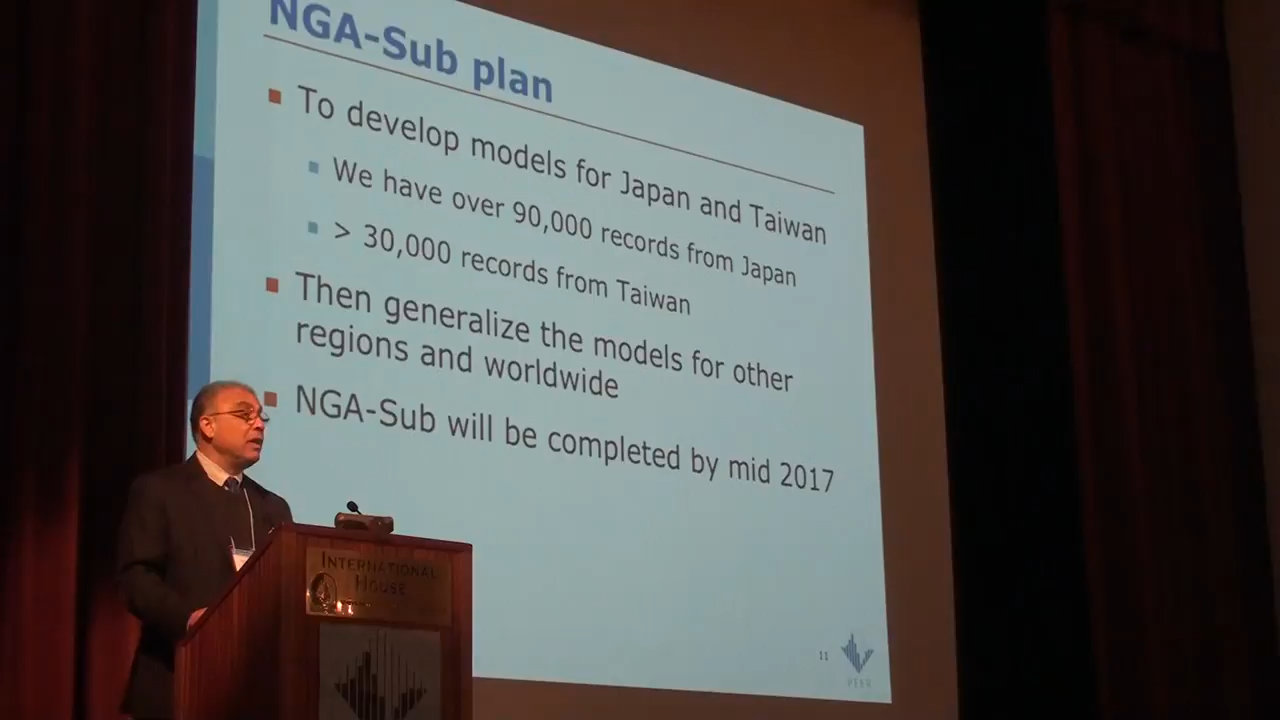 NGA-Sub plan
To develop models for Japan and Taiwan
We have over 90,000 records from Japan
> 30,000 records from Taiwan
Then generalize the models for other
regions and worldwide
NGA-Sub will be completed by mid 2017
INTERNATIONAL
HOUSE
11
PEER